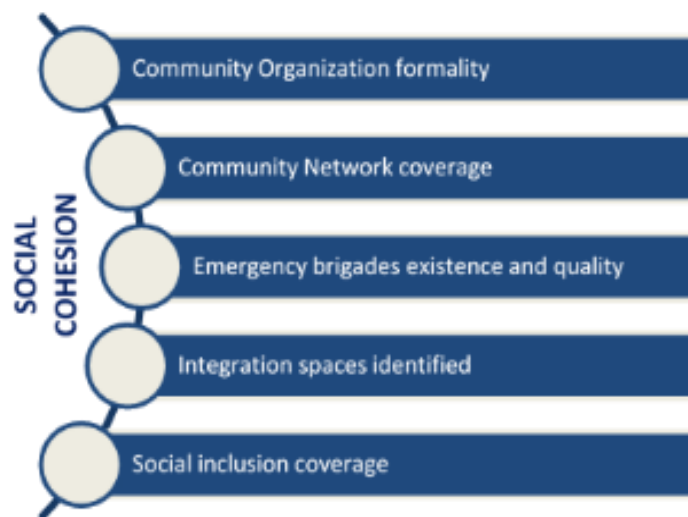 SOCIAL
COHESION
Community Organization formality
Community Network coverage
Emergency brigades existence and quality
Integration spaces identified
Social inclusion coverage